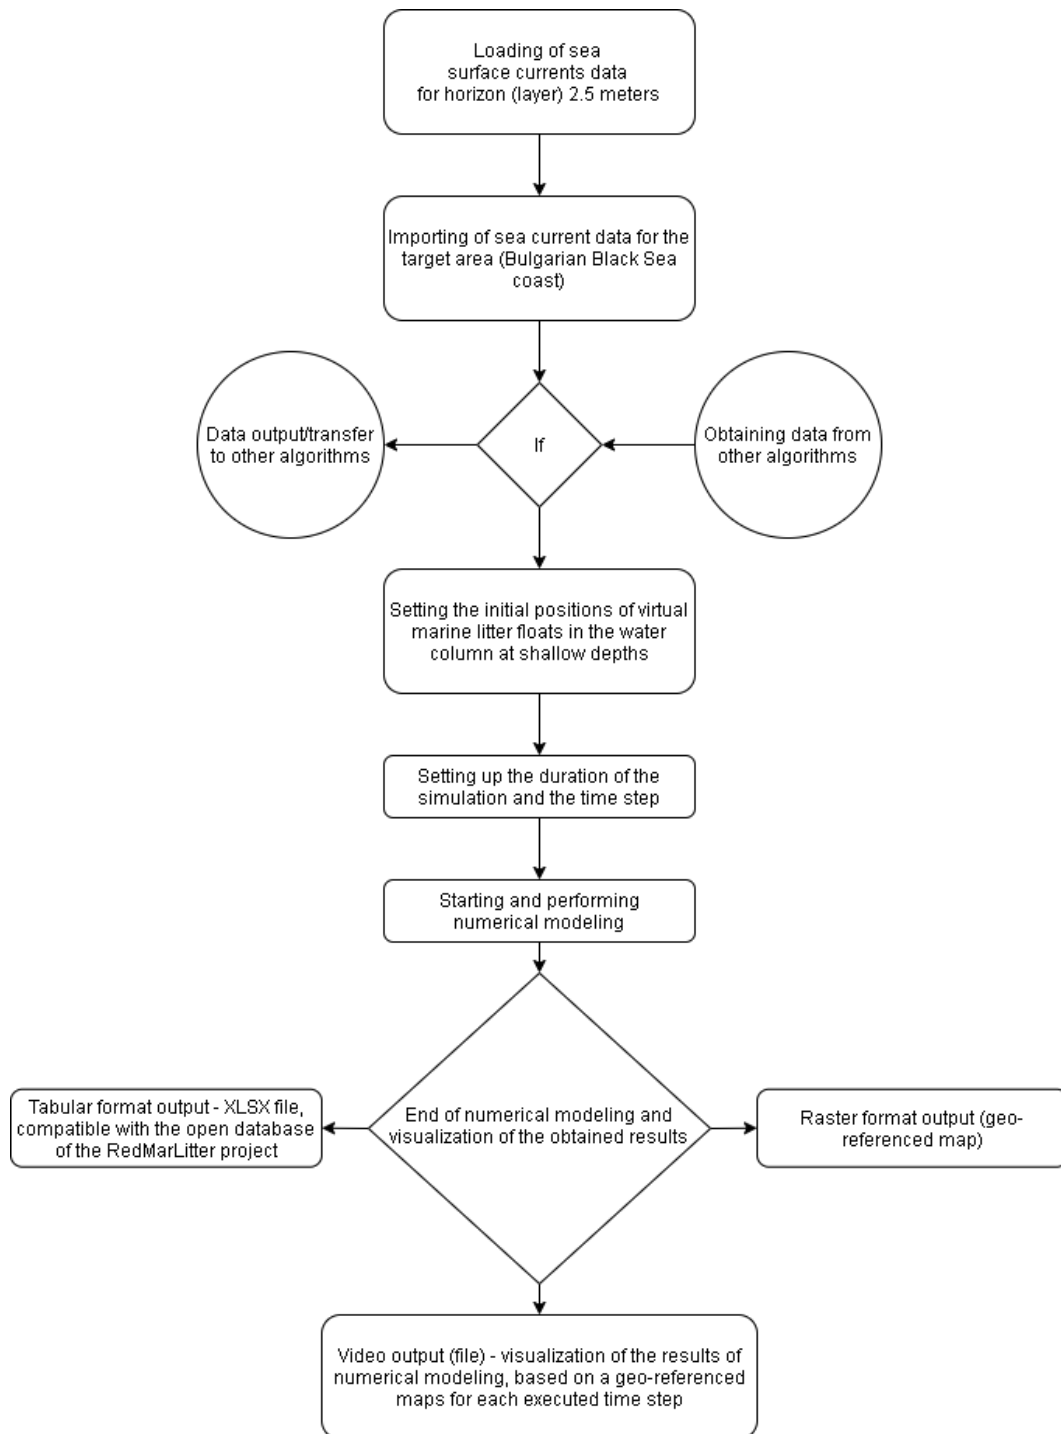 Loading of sea
surface currents data
for horizon (layer) 2.5 meters
Importing of sea current data for the
target area (Bulgarian Black Sea
coast)
Data output/transfer
to other algorithms
If
Obtaining data from
other algorithms
Setting the initial positions of virtual
marine litter floats in the water
column at shallow depths
Setting up the duration of the
simulation and the time step
Starting and performing
numerical modeling
Tabular format output - XLSX file,
compatible with the open database
of the RedMarLitter project
End of numerical modeling and
visualization of the obtained results
Raster format output (geo-
referenced map)
Video output (file) - visualization of the results of
numerical modeling, based on a geo-referenced
maps for each executed time step